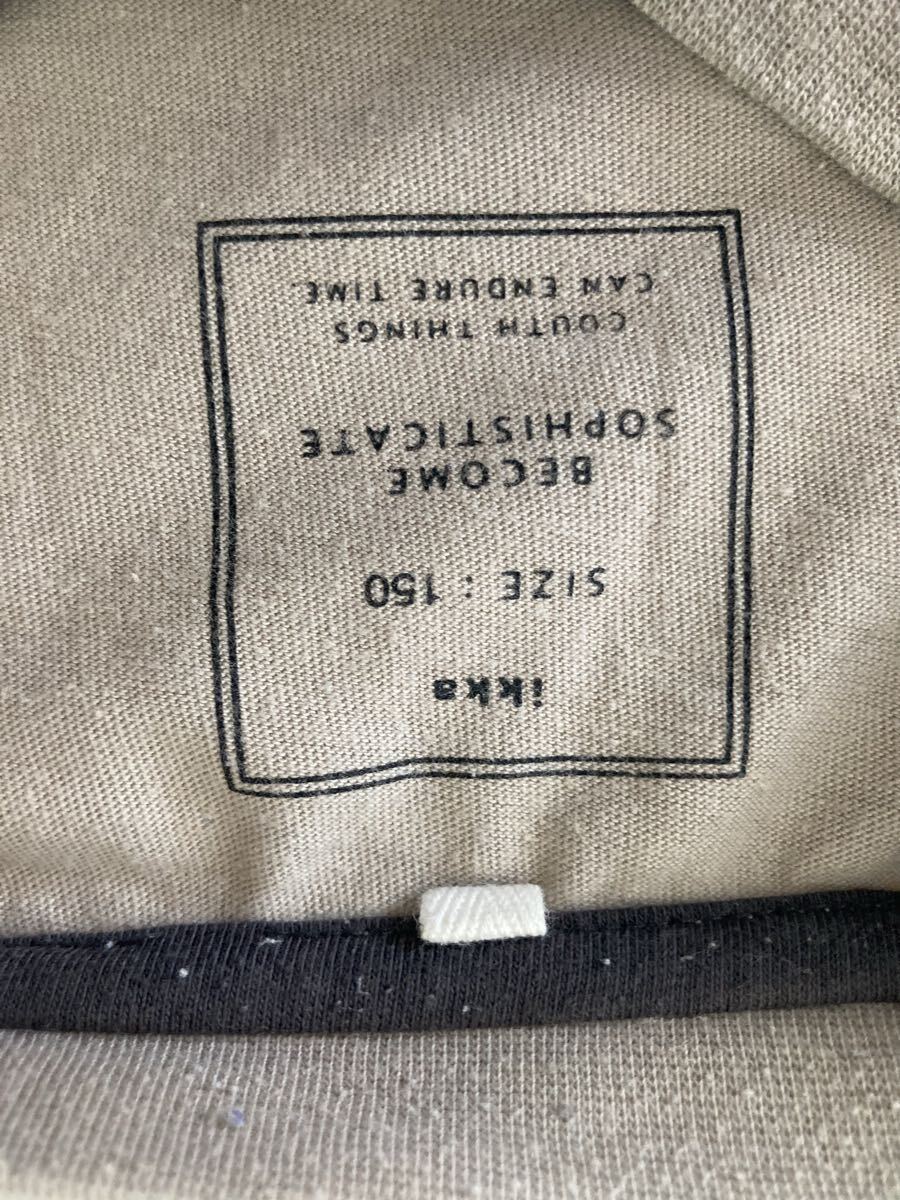 ikka
SIZE : 150
BECOME
SOPHISTICATE
COUTH THINGS
CAN ENDURE TIME.